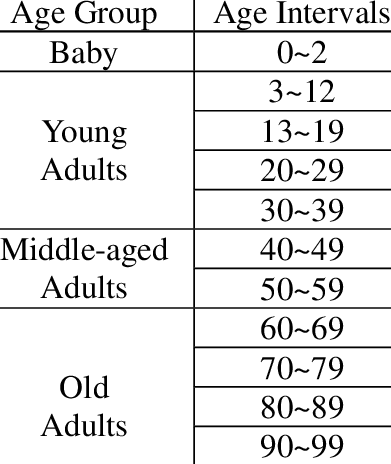 Age Group Age Intervals
Baby 0~2
3~12
Young 13~19
Adults 20~29
30~39
Middle-aged 40~49
Adults 50~59
60~69
70~79
Old 80~89
Adults 90~99